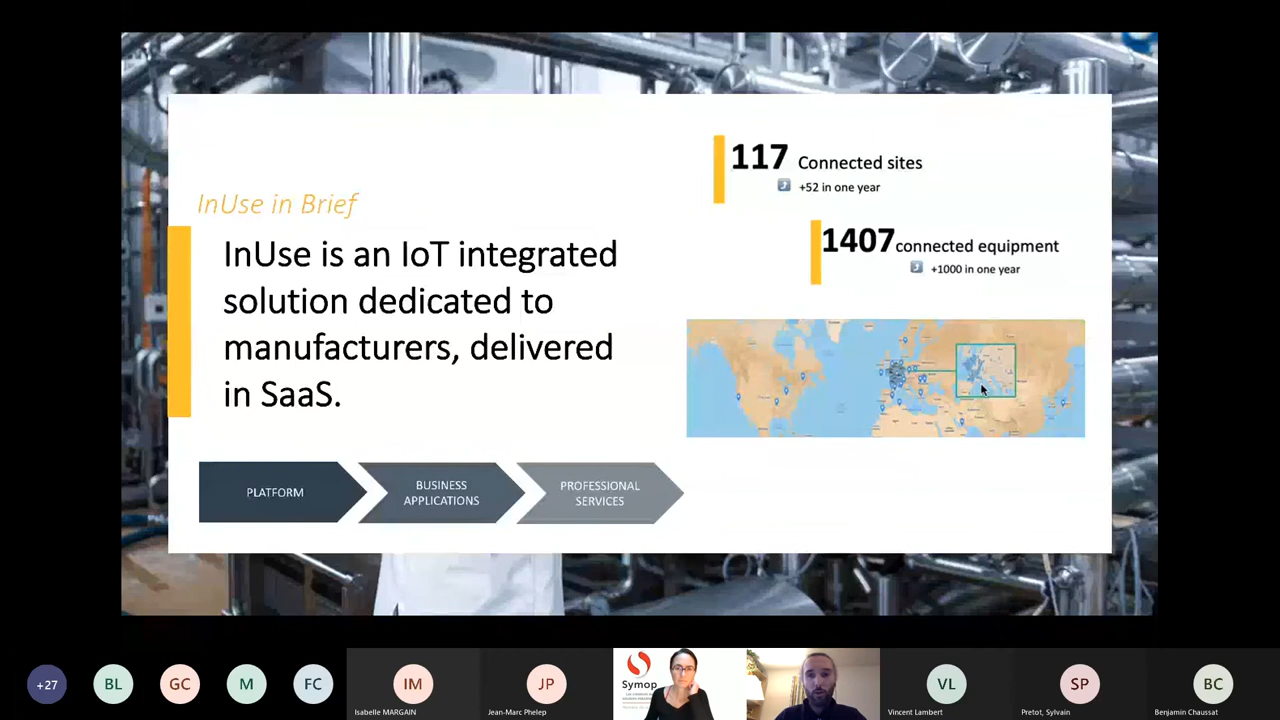 InUse in Brief
InUse is an IoT integrated
solution dedicated to
manufacturers, delivered
in SaaS.
117 Connected sites
+52 in one year
1407 connected equipment
+1000 in one year
PLATFORM
BUSINESS
APPLICATIONS
PROFESSIONAL
SERVICES
+27
BL
GC
M
FC
IM
Isabelle MARGAIN
JP
Jean-Marc Phelep
Symop
VL
Vincent Lambert
SP
Pretot, Sylvain
BC
Benjamin Chaussat